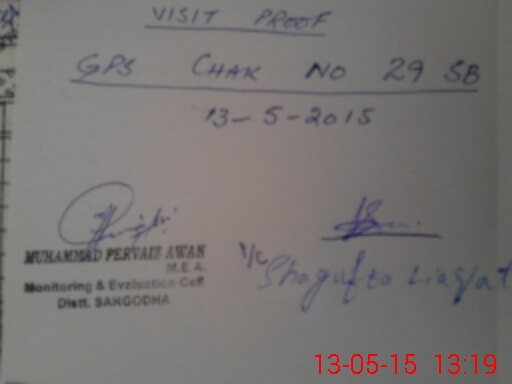 VISIT PROOF
GPS CHAK NO 29 SB
13-5-2015
MUHAMMAD PERVAIZ AWAN
M.E.A.
Monitoring & Evaluation Cell
Distt. SARGODHA
I/C
Shagufta Liaqat
13-05-15 13:19